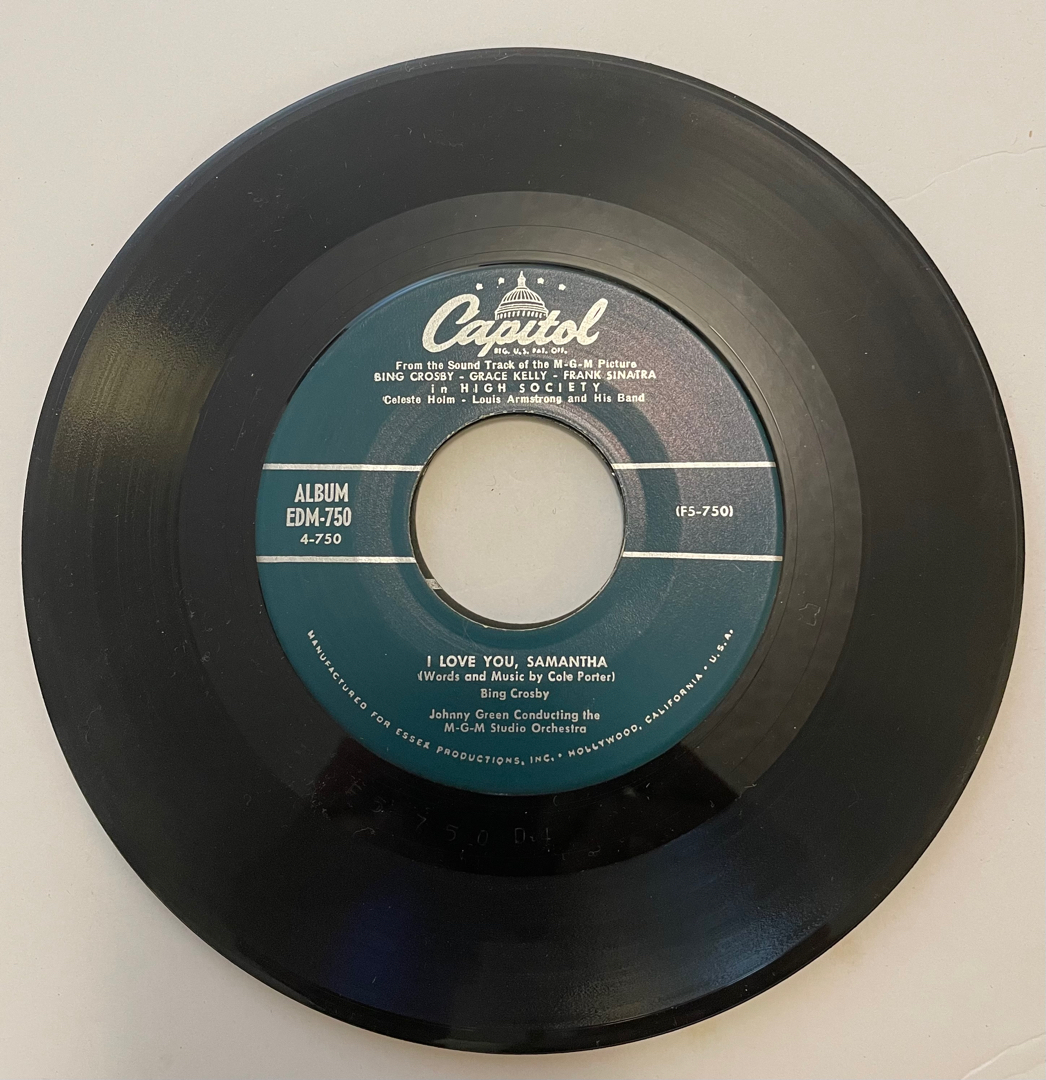 Capitol
REG. U.S. PAT. OFF.
From the Sound Track of the M-G-M Picture
BING CROSBY - GRACE KELLY - FRANK SINATRA
in HIGH SOCIETY
Celeste Holm - Louis Armstrong and His Band
ALBUM
EDM-750
4-750
(F5-750)
I LOVE YOU, SAMANTHA
(Words and Music by Cole Porter)
Bing Crosby
Johnny Green Conducting the
M-G-M Studio Orchestra
MANUFACTURED FOR ESSEX PRODUCTIONS, INC. • HOLLYWOOD, CALIFORNIA • U.S.A.